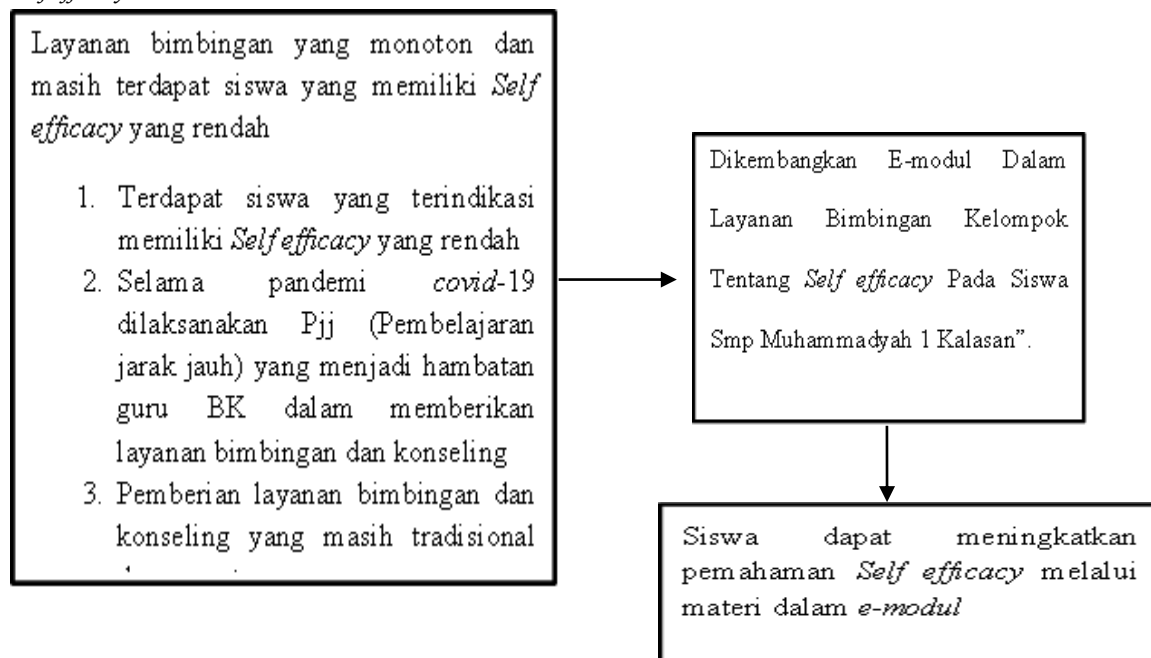 Layanan bimbingan yang monoton dan
masih terdapat siswa yang memiliki Self
efficacy yang rendah
1. Terdapat siswa yang terindikasi
memiliki Self efficacy yang rendah
2. Selama pandemi covid-19
dilaksanakan Pjj (Pembelajaran
jarak jauh) yang menjadi hambatan
guru BK dalam memberikan
layanan bimbingan dan konseling
3. Pemberian layanan bimbingan dan
konseling yang masih tradisional
Dikembangkan E-modul Dalam
Layanan Bimbingan Kelompok
Tentang Self efficacy Pada Siswa
Smp Muhammadyah 1 Kalasan”.
Siswa dapat meningkatkan
pemahaman Self efficacy melalui
materi dalam e-modul